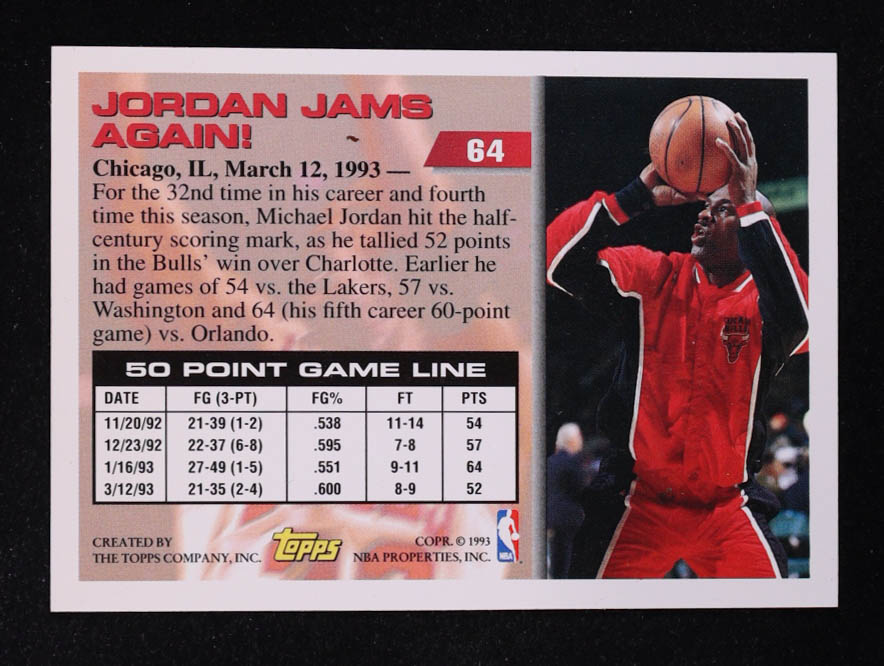 JORDAN JAMS
AGAIN!
64
Chicago, IL, March 12, 1993 —
For the 32nd time in his career and fourth
time this season, Michael Jordan hit the half-
century scoring mark, as he tallied 52 points
in the Bulls' win over Charlotte. Earlier he
had games of 54 vs. the Lakers, 57 vs.
Washington and 64 (his fifth career 60-point
game) vs. Orlando.
50 POINT GAME LINE
DATE FG (3-PT) FG% FT PTS
11/20/92 21-39 (1-2) .538 11-14 54
12/23/92 22-37 (6-8) .595 7-8 57
1/16/93 27-49 (1-5) .551 9-11 64
3/12/93 21-35 (2-4) .600 8-9 52
CREATED BY
THE TOPPS COMPANY, INC.
topps
COPR. © 1993
NBA PROPERTIES, INC.
NBA
BULLS